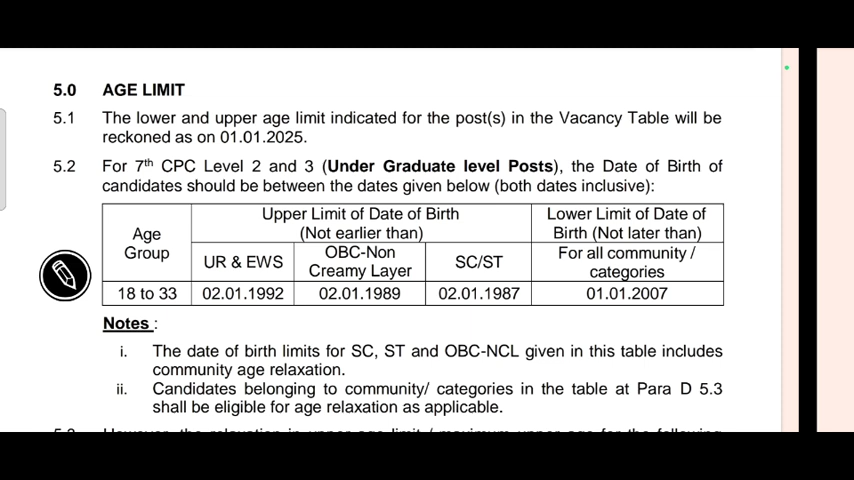 5.0 AGE LIMIT
5.1 The lower and upper age limit indicated for the post(s) in the Vacancy Table will be
reckoned as on 01.01.2025.
5.2 For 7th CPC Level 2 and 3 (Under Graduate level Posts), the Date of Birth of
candidates should be between the dates given below (both dates inclusive):
Age
Group
Upper Limit of Date of Birth
(Not earlier than)
Lower Limit of Date of
Birth (Not later than)
UR & EWS
OBC-Non
Creamy Layer
SC/ST
For all community /
categories
18 to 33 02.01.1992 02.01.1989 02.01.1987 01.01.2007
Notes :
i. The date of birth limits for SC, ST and OBC-NCL given in this table includes
community age relaxation.
ii. Candidates belonging to community/ categories in the table at Para D 5.3
shall be eligible for age relaxation as applicable.